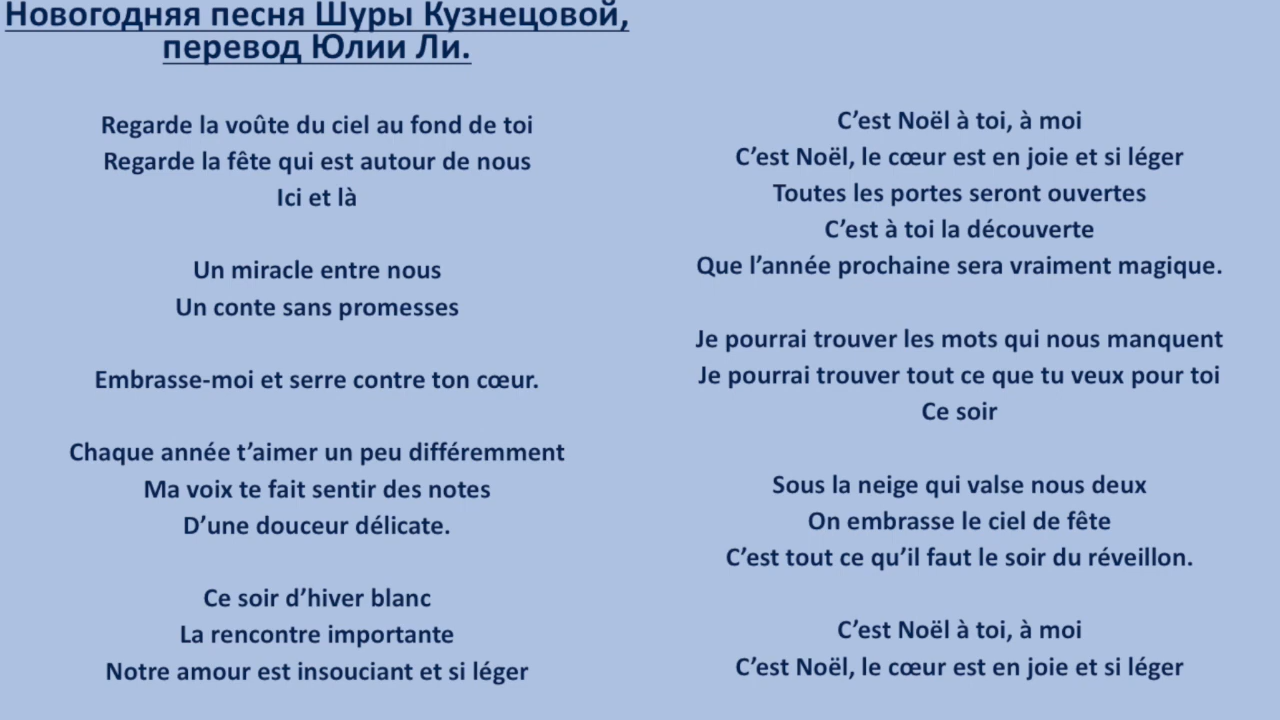 Новогодняя песня Шуры Кузнецовой,
перевод Юлии Ли.
Regarde la voûte du ciel au fond de toi
Regarde la fête qui est autour de nous
Ici et là
Un miracle entre nous
Un conte sans promesses
Embrasse-moi et serre contre ton cœur.
Chaque année t’aimer un peu différemment
Ma voix te fait sentir des notes
D’une douceur délicate.
Ce soir d’hiver blanc
La rencontre importante
Notre amour est insouciant et si léger
C’est Noël à toi, à moi
C’est Noël, le cœur est en joie et si léger
Toutes les portes seront ouvertes
C’est à toi la découverte
Que l’année prochaine sera vraiment magique.
Je pourrai trouver les mots qui nous manquent
Je pourrai trouver tout ce que tu veux pour toi
Ce soir
Sous la neige qui valse nous deux
On embrasse le ciel de fête
C’est tout ce qu’il faut le soir du réveillon.
C’est Noël à toi, à moi
C’est Noël, le cœur est en joie et si léger